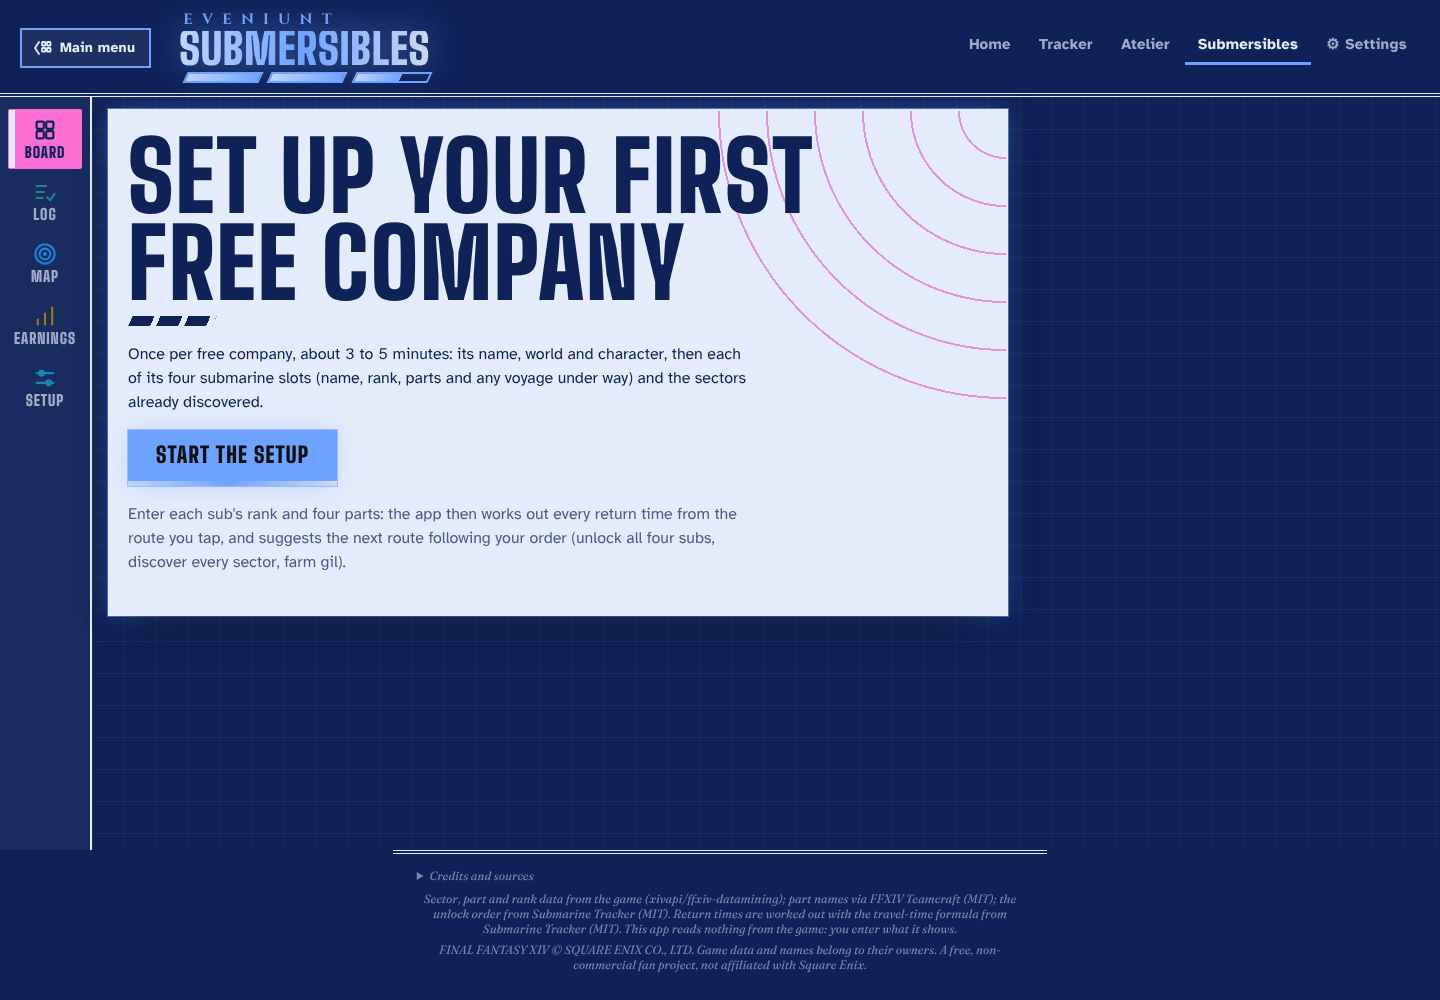 Main menu
EVENIUNT
SUBMERSIBLES
Home
Tracker
Atelier
Submersibles
Settings
BOARD
LOG
MAP
EARNINGS
SETUP
SET UP YOUR FIRST
FREE COMPANY
Once per free company, about 3 to 5 minutes: its name, world and character, then each
of its four submarine slots (name, rank, parts and any voyage under way) and the sectors
already discovered.
START THE SETUP
Enter each sub's rank and four parts: the app then works out every return time from the
route you tap, and suggests the next route following your order (unlock all four subs,
discover every sector, farm gil).
Credits and sources
Sector, part and rank data from the game (xivapi/ffxiv-datamining); part names via FFXIV Teamcraft (MIT); the
unlock order from Submarine Tracker (MIT). Return times are worked out with the travel-time formula from
Submarine Tracker (MIT). This app reads nothing from the game: you enter what it shows.
FINAL FANTASY XIV © SQUARE ENIX CO., LTD. Game data and names belong to their owners. A free, non-
commercial fan project, not affiliated with Square Enix.